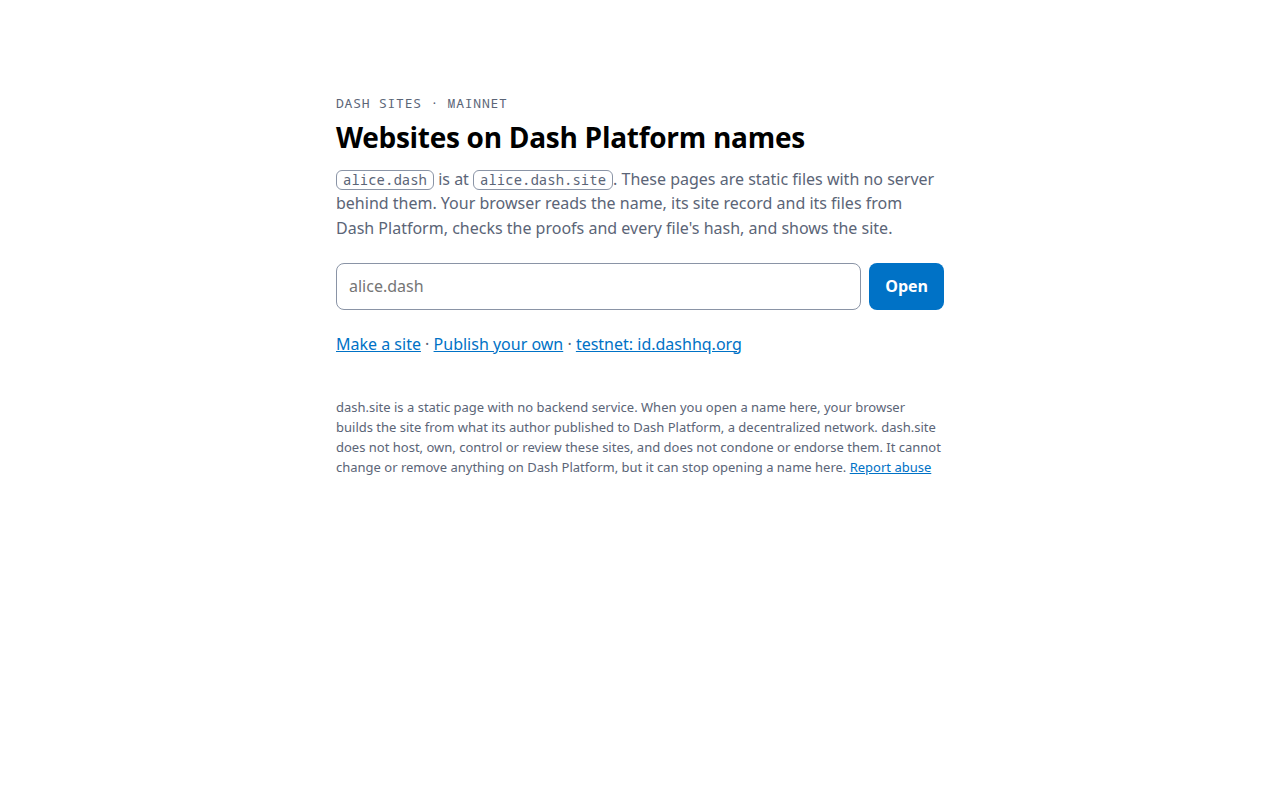 DASH SITES · MAINNET
Websites on Dash Platform names
alice.dash is at alice.dash.site. These pages are static files with no server
behind them. Your browser reads the name, its site record and its files from
Dash Platform, checks the proofs and every file's hash, and shows the site.
alice.dash
Open
Make a site · Publish your own · testnet: id.dashhq.org
dash.site is a static page with no backend service. When you open a name here, your browser
builds the site from what its author published to Dash Platform, a decentralized network. dash.site
does not host, own, control or review these sites, and does not condone or endorse them. It cannot
change or remove anything on Dash Platform, but it can stop opening a name here. Report abuse